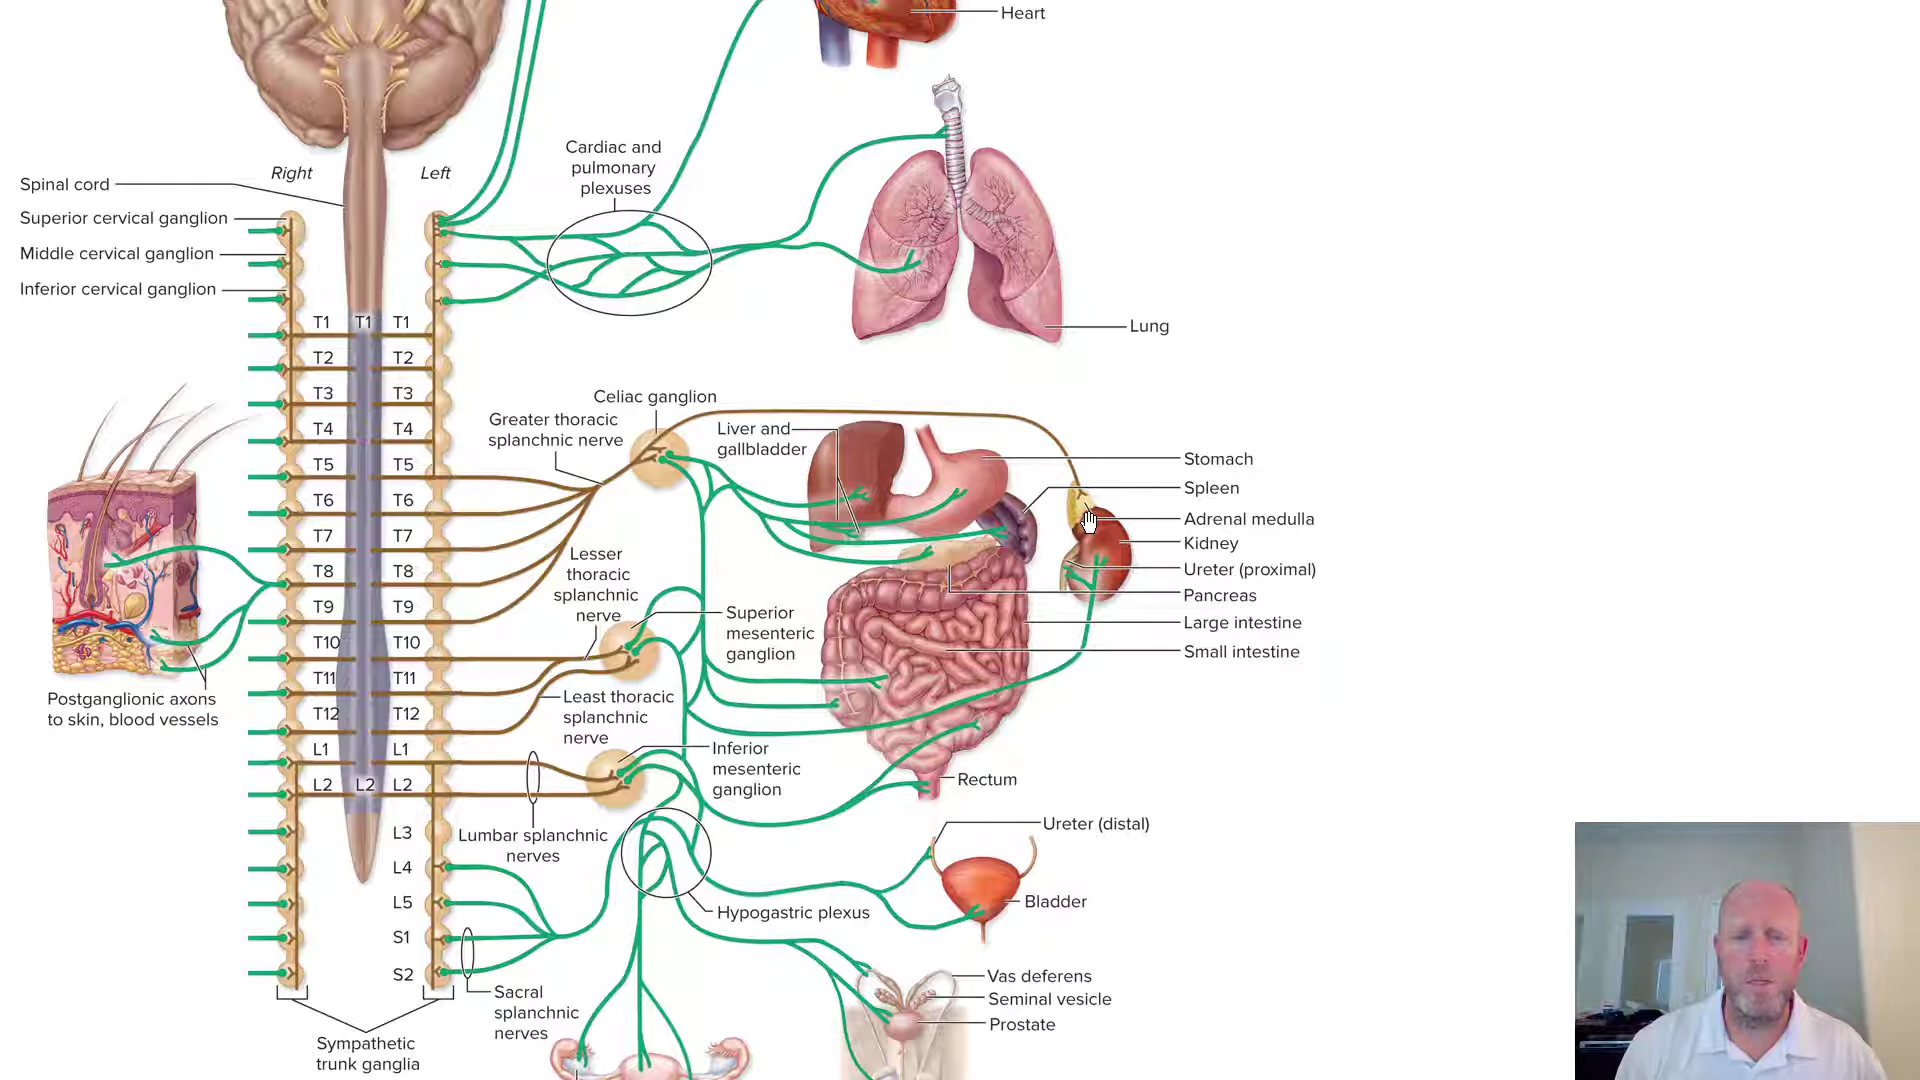 Heart
Cardiac and
pulmonary
plexuses
Right
Left
Spinal cord
Superior cervical ganglion
Middle cervical ganglion
Inferior cervical ganglion
T1 T1 T1
Lung
T2 T2
T3 T3
T4 T4
T5 T5
T6 T6
T7 T7
T8 T8
T9 T9
T10 T10
T11 T11
T12 T12
L1 L1
L2 L2 L2
L3
L4
L5
S1
S2
Celiac ganglion
Greater thoracic
splanchnic nerve
Liver and
gallbladder
Stomach
Spleen
Adrenal medulla
Kidney
Ureter (proximal)
Pancreas
Large intestine
Small intestine
Lesser
thoracic
splanchnic
nerve
Superior
mesenteric
ganglion
Postganglionic axons
to skin, blood vessels
Least thoracic
splanchnic
nerve
Inferior
mesenteric
ganglion
Rectum
Lumbar splanchnic
nerves
Ureter (distal)
Bladder
Hypogastric plexus
Sacral
splanchnic
nerves
Vas deferens
Seminal vesicle
Prostate
Sympathetic
trunk ganglia